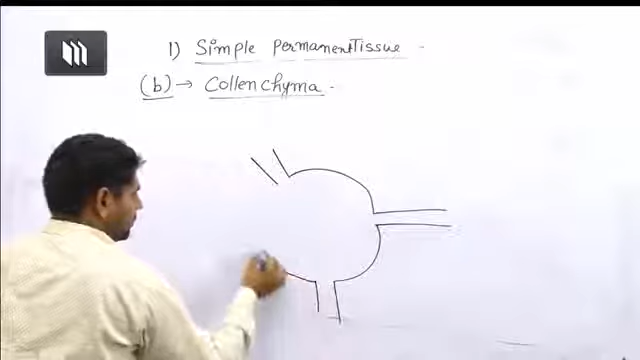 1) Simple PermanentTissue -
(b) → Collenchyma -